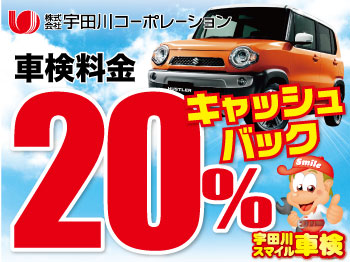 株式会社 宇田川コーポレーション
車検料金
20%
キャッシュ
バック
HUSTLER
Smile
宇田川
スマイル車検